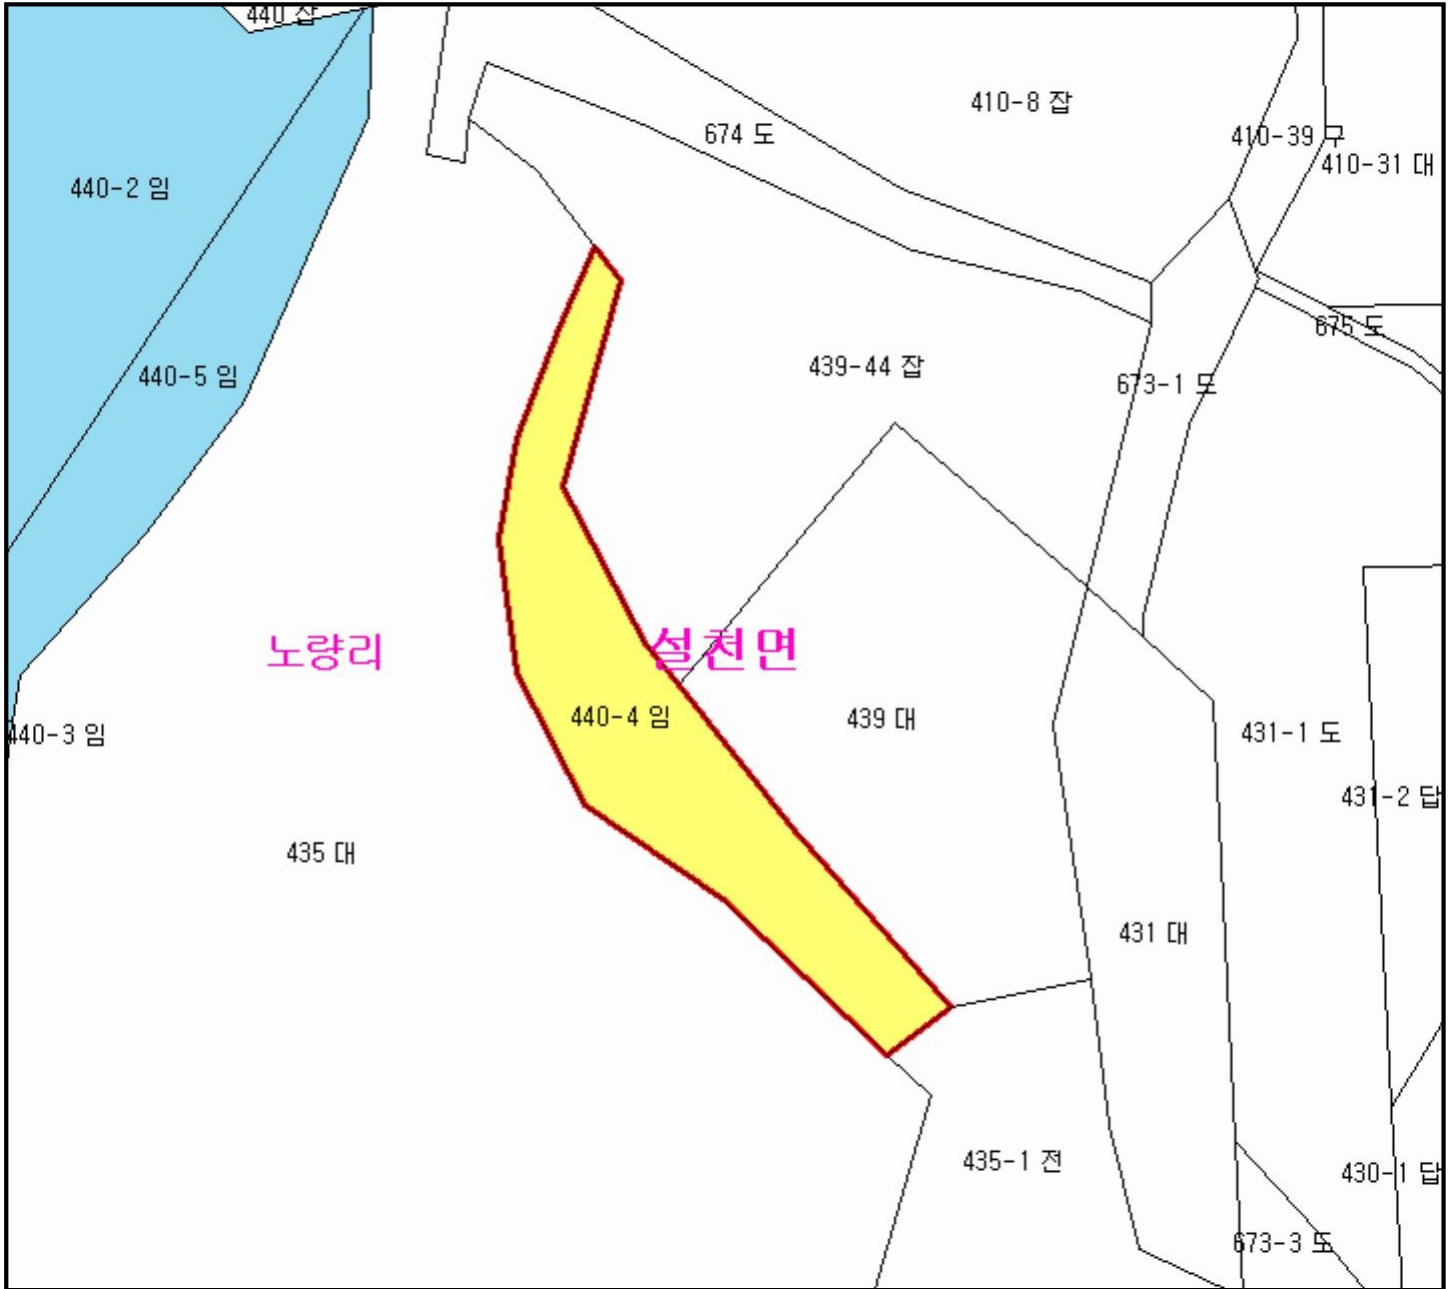 440 잡
410-8 잡
674 도
410-39 구
410-31 대
440-2 임
675 도
439-44 잡
440-5 임
673-1 도
노량리
설천면
440-4 임
439 대
431-1 도
440-3 임
431-2 답
435 대
431 대
435-1 전
430-1 답
673-3 도